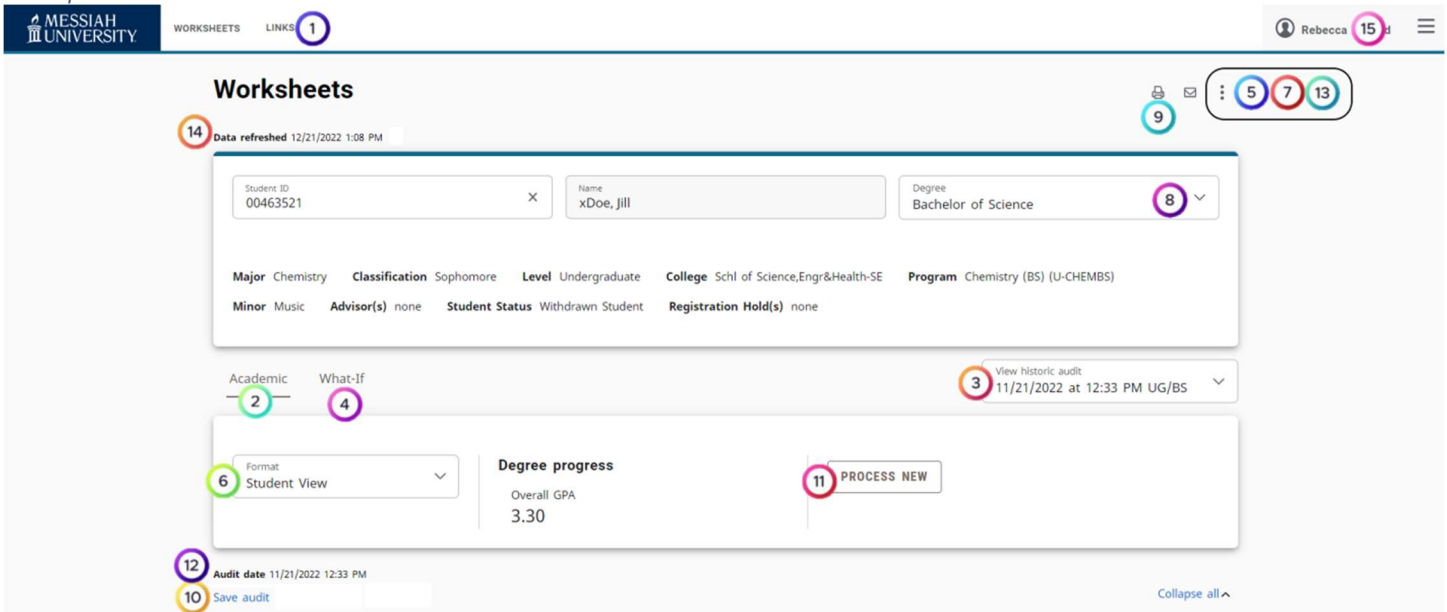 MESSIAH
UNIVERSITY
WORKSHEETS LINKS 1
Rebecca 15 d
Worksheets
5 7 13
9
14 Data refreshed 12/21/2022 1:08 PM
Student ID
00463521
Name
xDoe, Jill
Degree
Bachelor of Science
8
Major Chemistry Classification Sophomore Level Undergraduate College Schl of Science,Engr&Health-SE Program Chemistry (BS) (U-CHEMBS)
Minor Music Advisor(s) none Student Status Withdrawn Student Registration Hold(s) none
Academic What-If
2 4
3
View historic audit
11/21/2022 at 12:33 PM UG/BS
6
Format
Student View
Degree progress
Overall GPA
3.30
11 PROCESS NEW
12 Audit date 11/21/2022 12:33 PM
10 Save audit
Collapse all